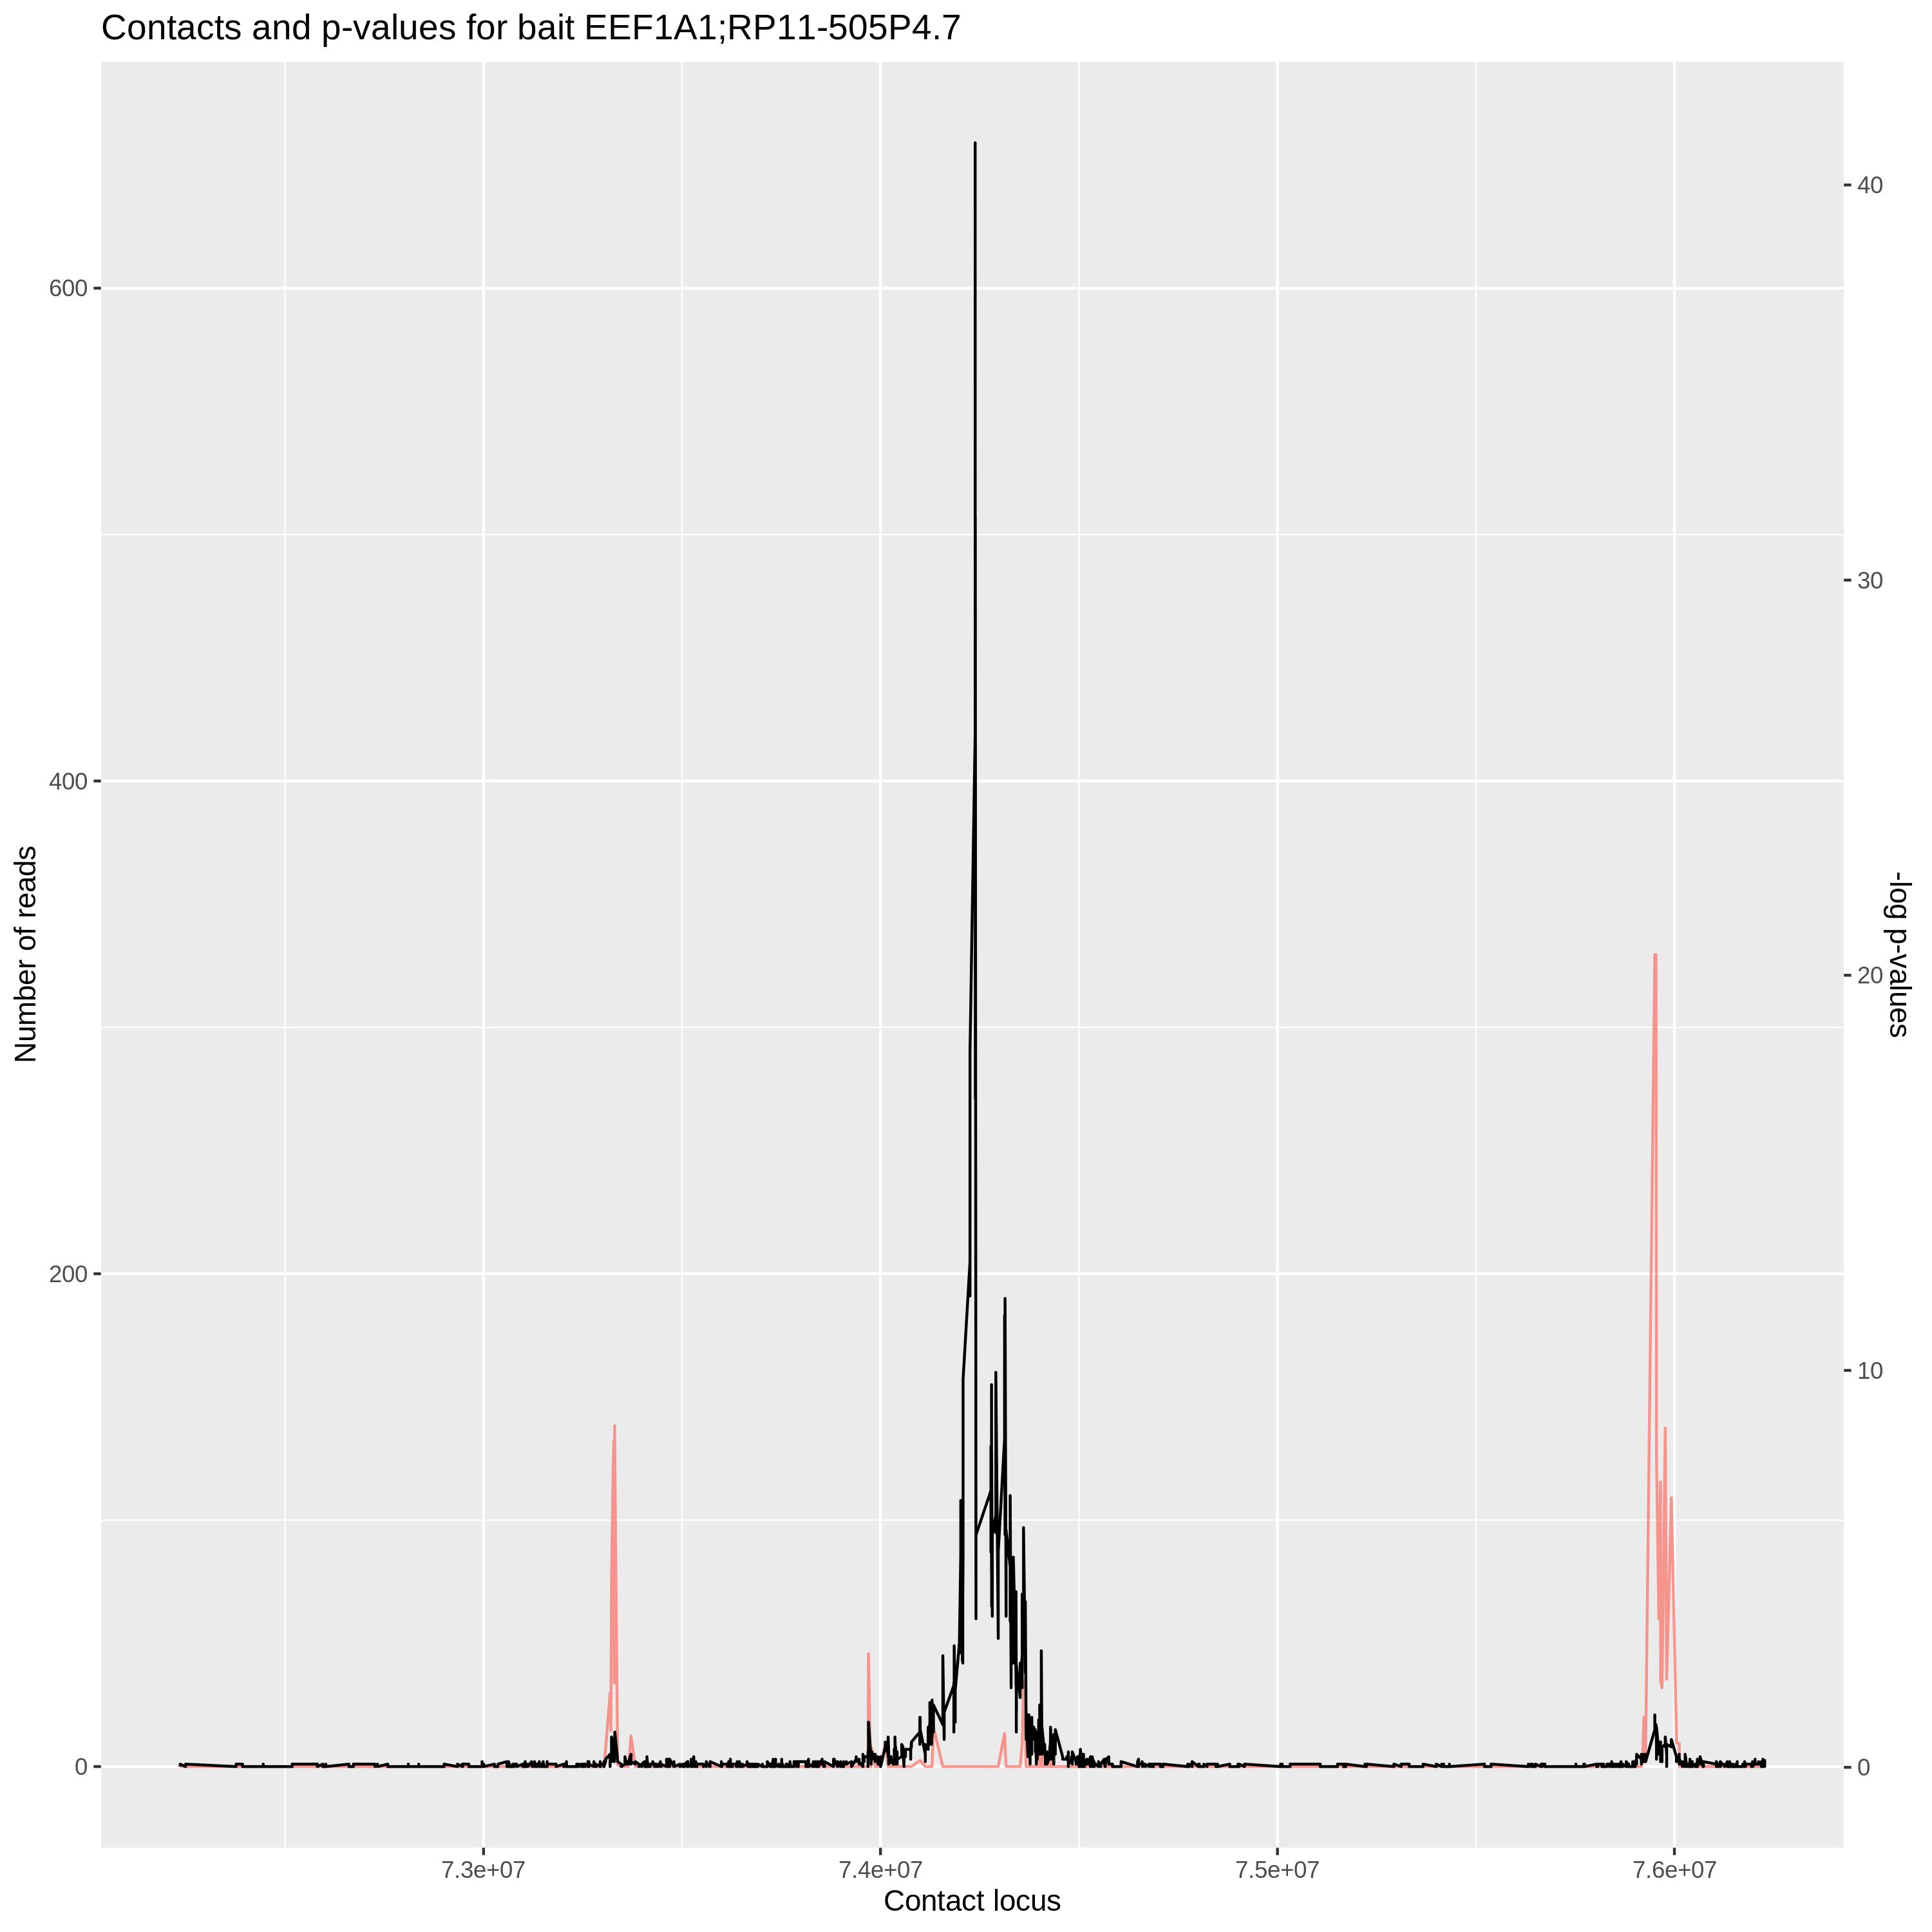 Contacts and p-values for bait EEF1A1;RP11-505P4.7
Number of reads
600
400
200
0
40
30
20
10
0
-log p-values
7.3e+07
7.4e+07
7.5e+07
7.6e+07
Contact locus